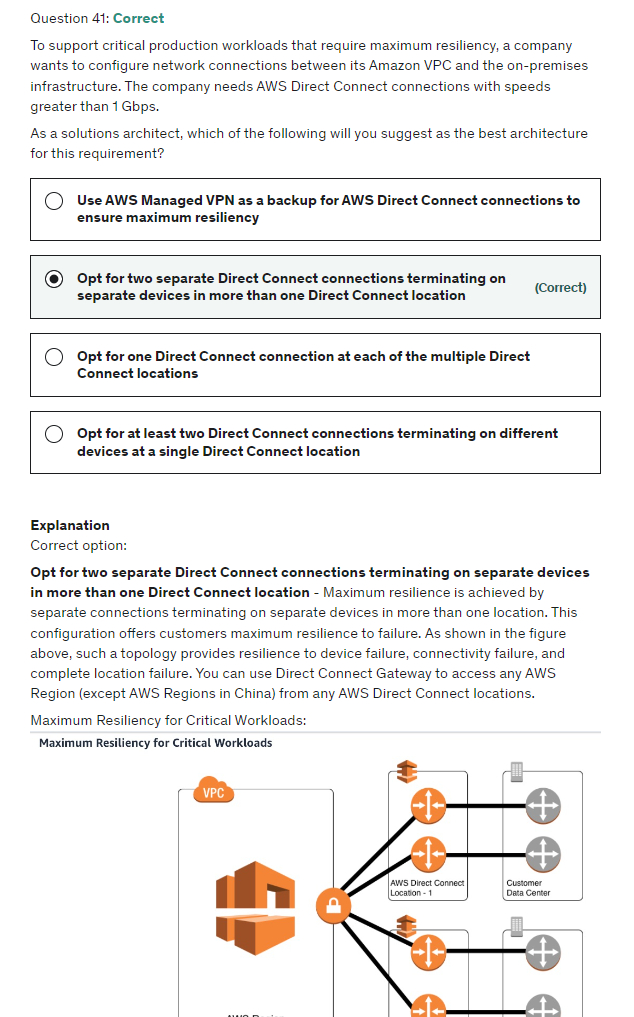 Question 41: Correct
To support critical production workloads that require maximum resiliency, a company
wants to configure network connections between its Amazon VPC and the on-premises
infrastructure. The company needs AWS Direct Connect connections with speeds
greater than 1 Gbps.
As a solutions architect, which of the following will you suggest as the best architecture
for this requirement?
Use AWS Managed VPN as a backup for AWS Direct Connect connections to
ensure maximum resiliency
Opt for two separate Direct Connect connections terminating on
separate devices in more than one Direct Connect location
(Correct)
Opt for one Direct Connect connection at each of the multiple Direct
Connect locations
Opt for at least two Direct Connect connections terminating on different
devices at a single Direct Connect location
Explanation
Correct option:
Opt for two separate Direct Connect connections terminating on separate devices
in more than one Direct Connect location - Maximum resilience is achieved by
separate connections terminating on separate devices in more than one location. This
configuration offers customers maximum resilience to failure. As shown in the figure
above, such a topology provides resilience to device failure, connectivity failure, and
complete location failure. You can use Direct Connect Gateway to access any AWS
Region (except AWS Regions in China) from any AWS Direct Connect locations.
Maximum Resiliency for Critical Workloads:
Maximum Resiliency for Critical Workloads
VPC
AWS Direct Connect
Location - 1
Customer
Data Center